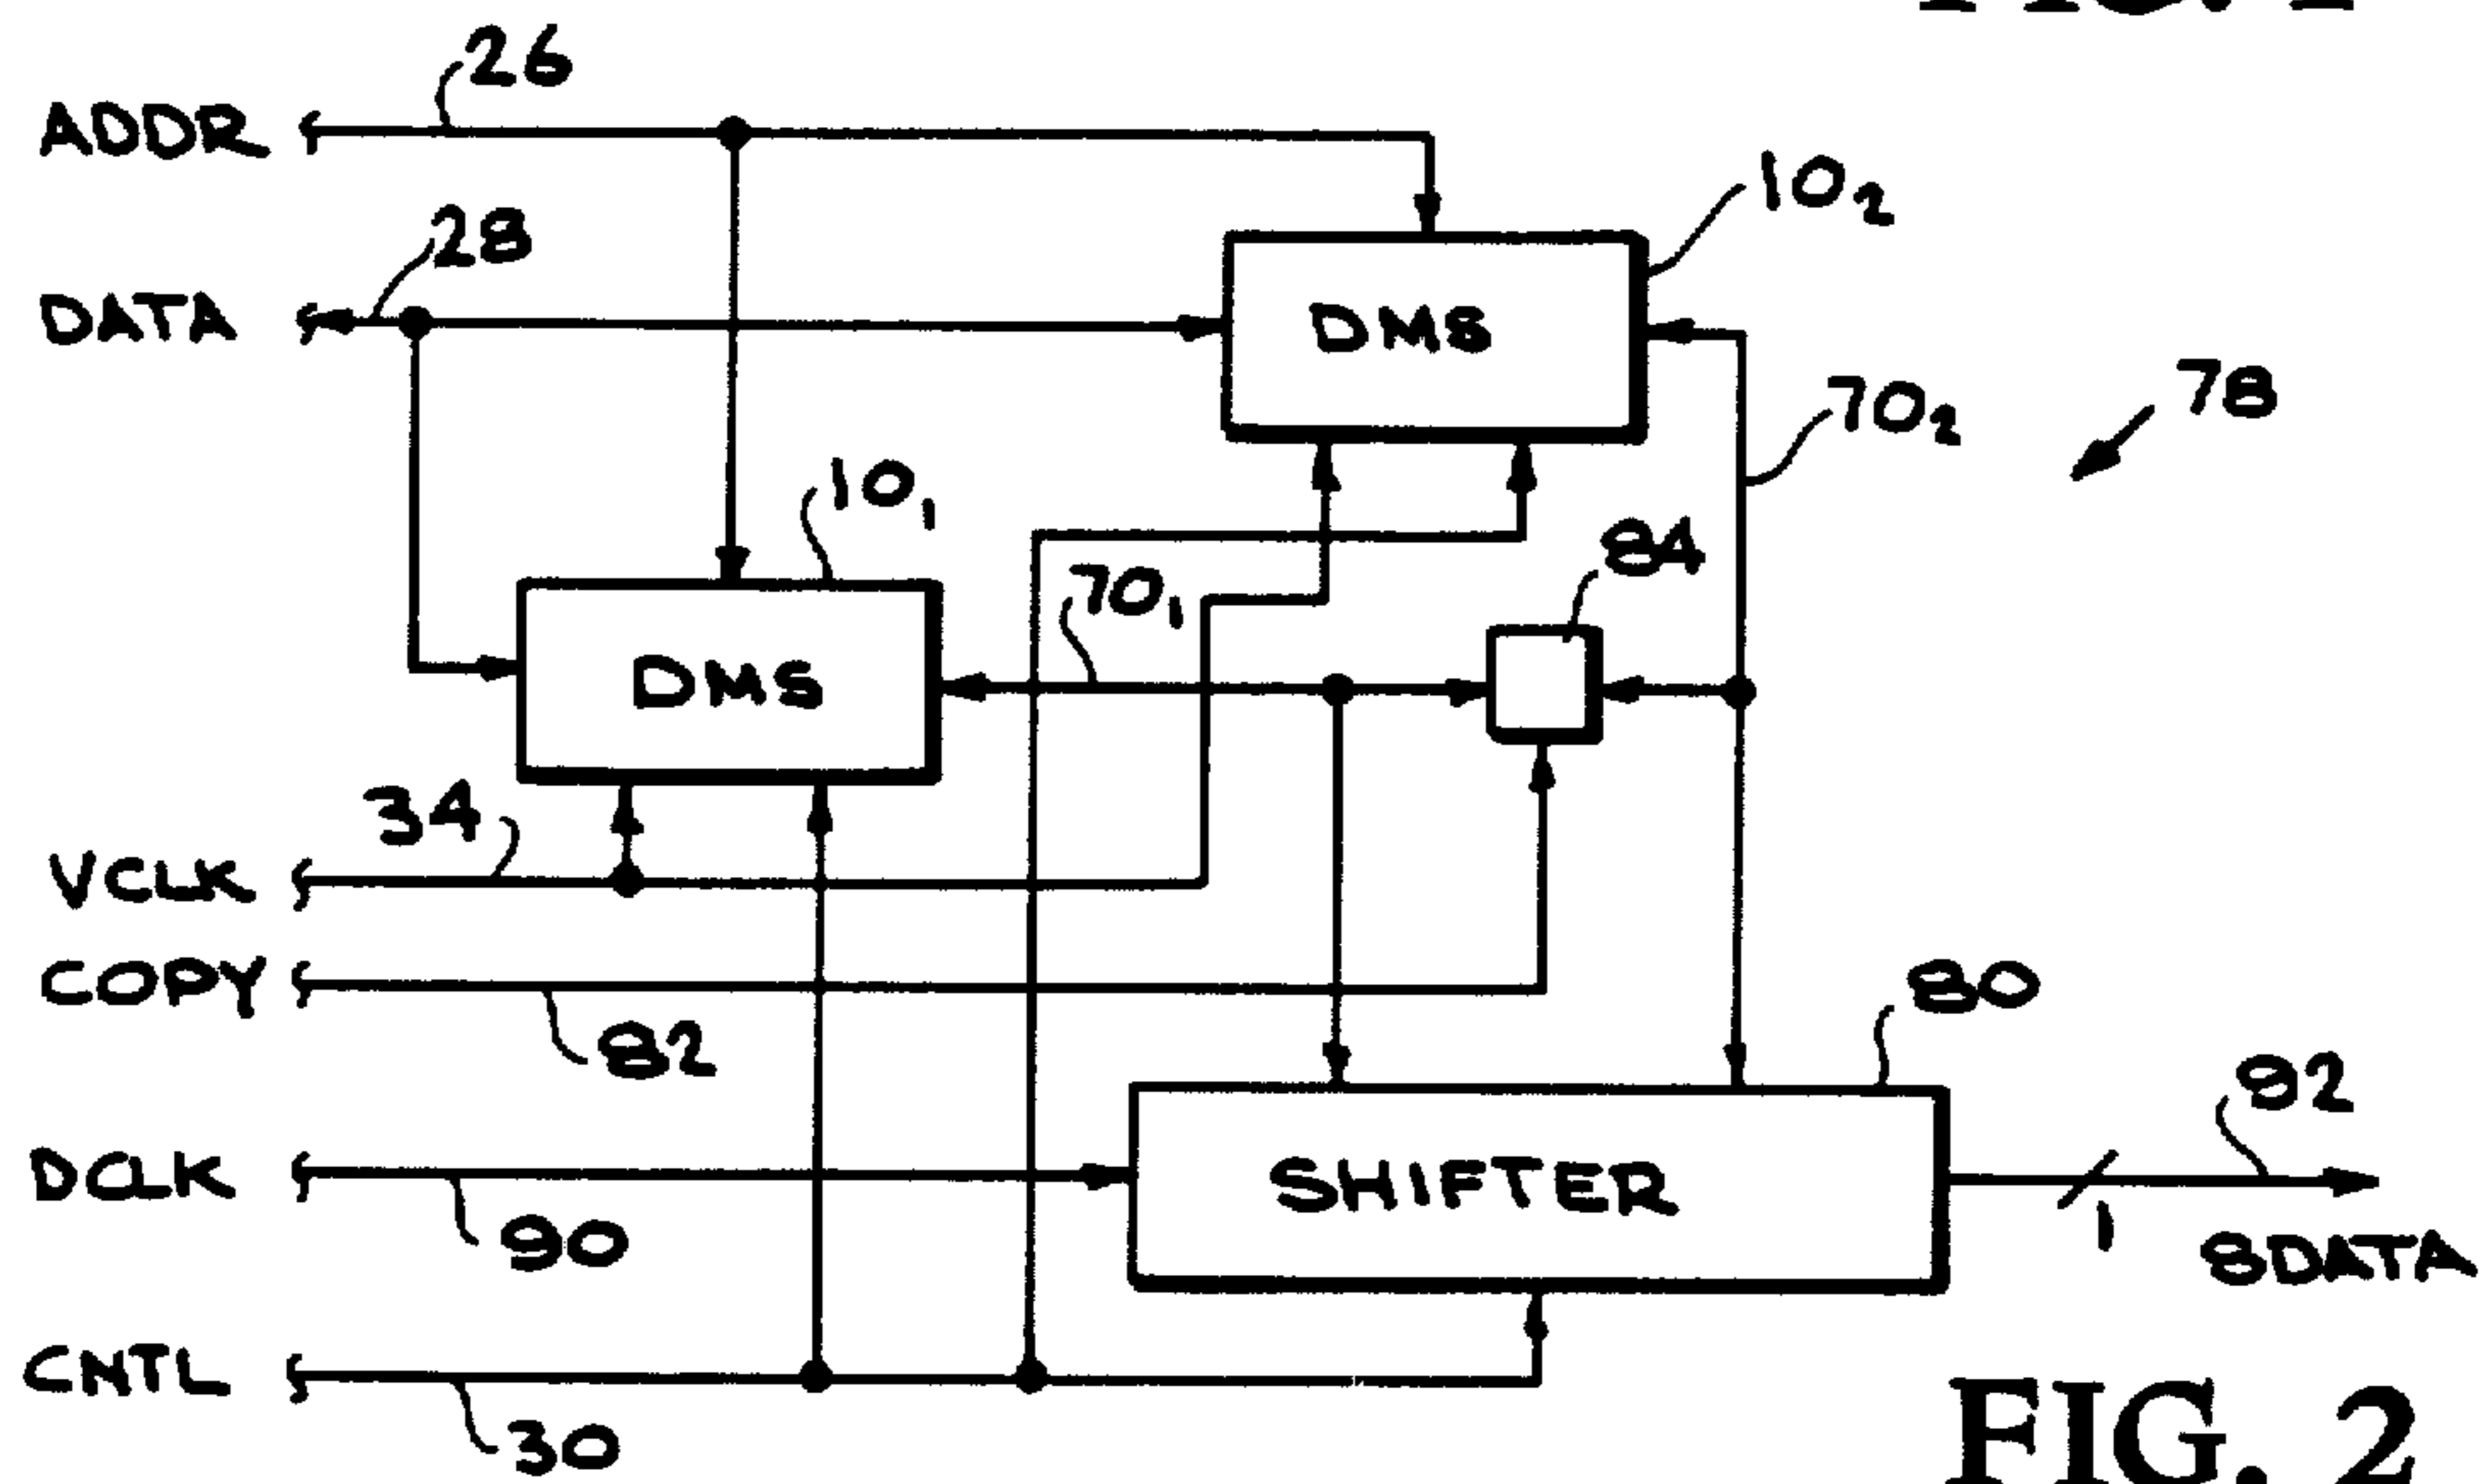 26
ADDR
10₂
28
DATA
DMS
78
70₂
10₁
84
70₁
DMS
34
VCLK
COPY
80
82
92
DCLK
SHIFTER
90
1
8DATA
CNTL
30
FIG. 2